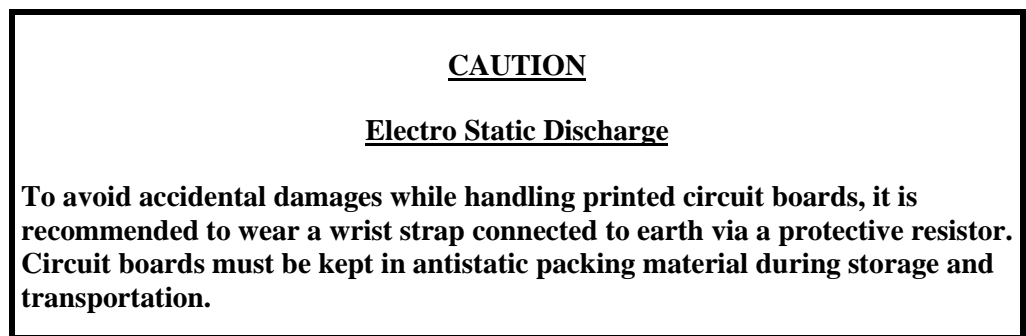 CAUTION
Electro Static Discharge
To avoid accidental damages while handling printed circuit boards, it is
recommended to wear a wrist strap connected to earth via a protective resistor.
Circuit boards must be kept in antistatic packing material during storage and
transportation.